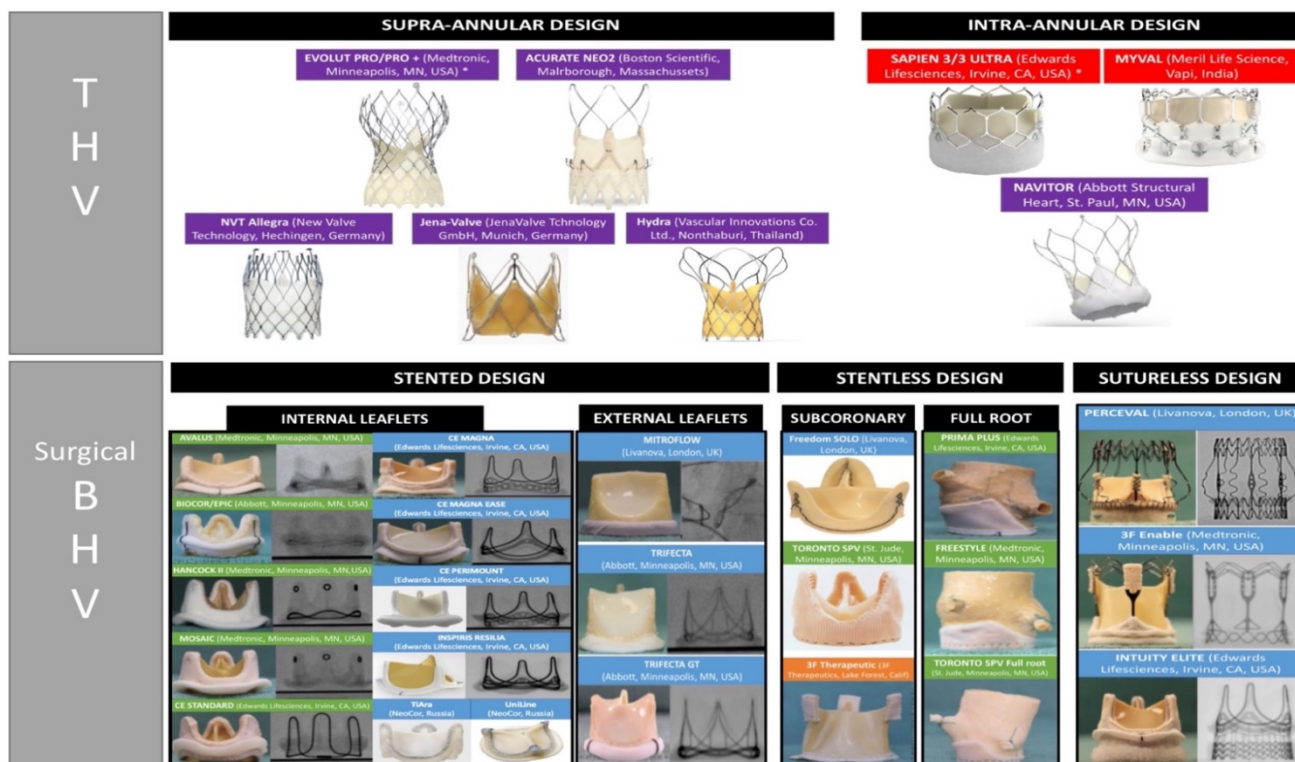 T
H
V
SUPRA-ANNULAR DESIGN
EVOLUT PRO/PRO + (Medtronic,
Minneapolis, MN, USA) *
ACURATE NEO2 (Boston Scientific,
Malrborough, Massachussets)
NVT Allegra (New Valve
Technology, Hechingen, Germany)
Jena-Valve (JenaValve Tchnology
GmbH, Munich, Germany)
Hydra (Vascular Innovations Co.
Ltd., Nonthaburi, Thailand)
INTRA-ANNULAR DESIGN
SAPIEN 3/3 ULTRA (Edwards
Lifesciences, Irvine, CA, USA) *
MYVAL (Meril Life Science,
Vapi, India)
NAVITOR (Abbott Structural
Heart, St. Paul, MN, USA)
Surgical
B
H
V
STENTED DESIGN
INTERNAL LEAFLETS
AVALUS (Medtronic, Minneapolis, MN, USA)
BIOCOR/EPIC (Abbott, Minneapolis, MN, USA)
HANCOCK II (Medtronic, Minneapolis, MN,USA)
MOSAIC (Medtronic, Minneapolis, MN, USA)
CE STANDARD (Edwards Lifesciences, Irvine, CA, USA)
CE MAGNA
(Edwards Lifesciences, Irvine, CA, USA)
CE MAGNA EASE
(Edwards Lifesciences, Irvine, CA, USA)
CE PERIMOUNT
(Edwards Lifesciences, Irvine, CA, USA)
INSPIRIS RESILIA
(Edwards Lifesciences, Irvine, CA, USA)
TiAra
(NeoCor, Russia)
UniLine
(NeoCor, Russia)
EXTERNAL LEAFLETS
MITROFLOW
(Livanova, London, UK)
TRIFECTA
(Abbott, Minneapolis, MN, USA)
TRIFECTA GT
(Abbott, Minneapolis, MN, USA)
STENTLESS DESIGN
SUBCORONARY
Freedom SOLO (Livanova,
London, UK)
TORONTO SPV (St. Jude,
Minneapolis, MN, USA)
3F Therapeutic (3F
Therapeutics, Lake Forest, Calif)
FULL ROOT
PRIMA PLUS (Edwards
Lifesciences, Irvine, CA, USA)
FREESTYLE (Medtronic,
Minneapolis, MN, USA)
TORONTO SPV Full root
(St. Jude, Minneapolis, MN, USA)
SUTURELESS DESIGN
PERCEVAL (Livanova, London, UK)
3F Enable (Medtronic,
Minneapolis, MN, USA)
INTUITY ELITE (Edwards
Lifesciences, Irvine, CA, USA)